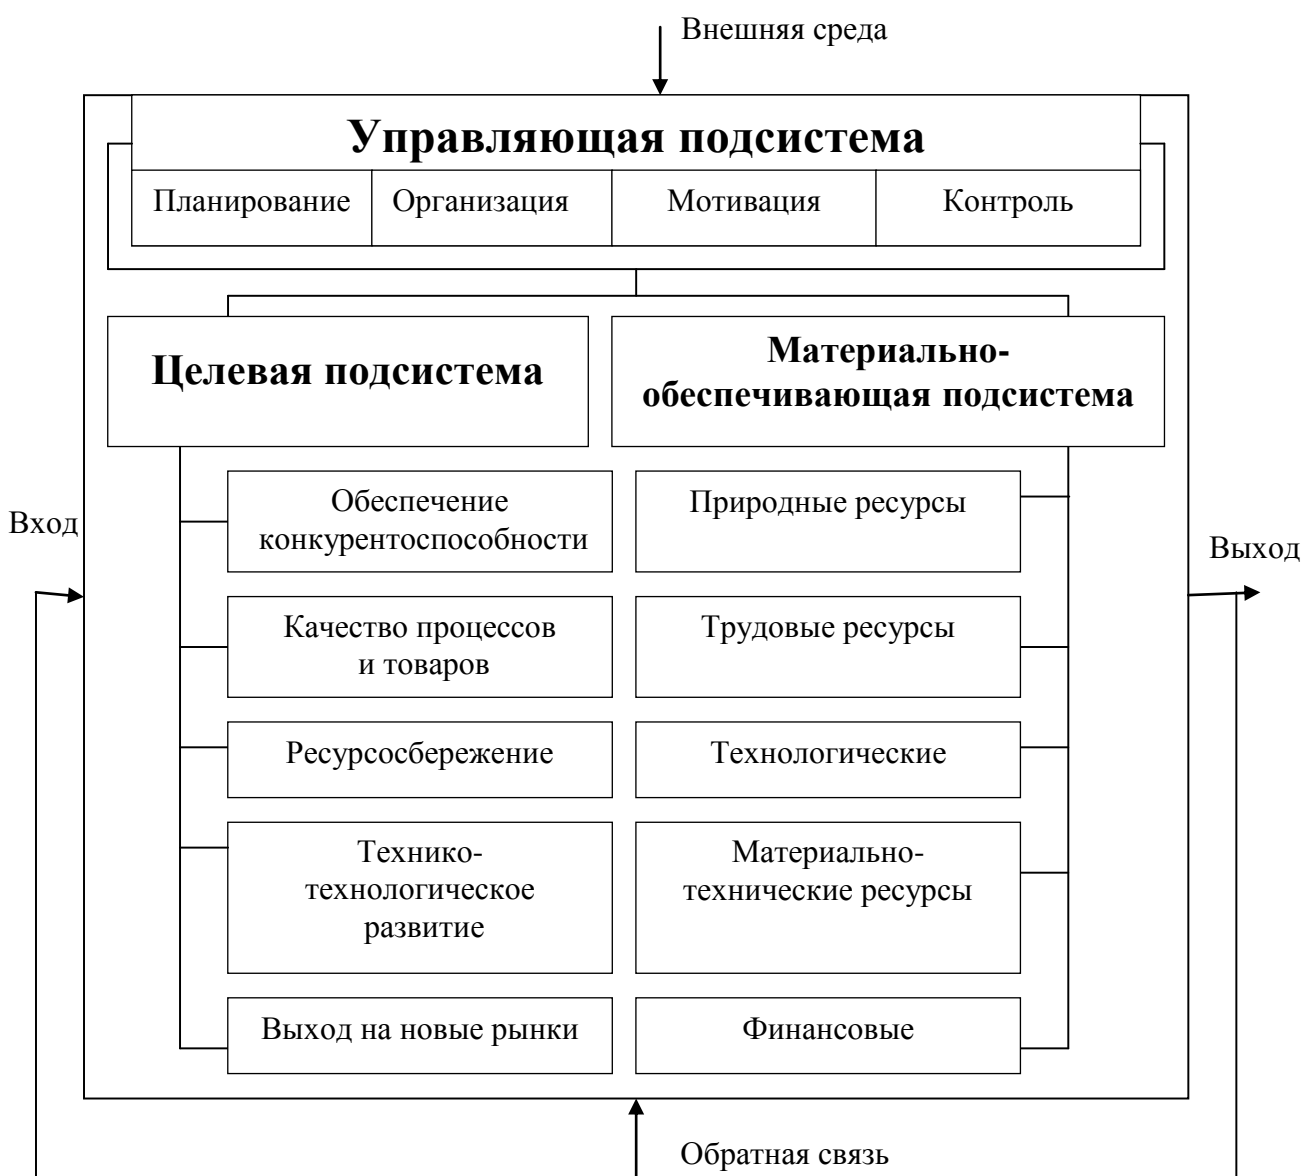 Внешняя среда
Управляющая подсистема
Планирование
Организация
Мотивация
Контроль
Целевая подсистема
Материально-
обеспечивающая подсистема
Обеспечение
конкурентоспособности
Природные ресурсы
Вход
Выход
Качество процессов
и товаров
Трудовые ресурсы
Ресурсосбережение
Технологические
Технико-
технологическое
развитие
Материально-
технические ресурсы
Выход на новые рынки
Финансовые
Обратная связь